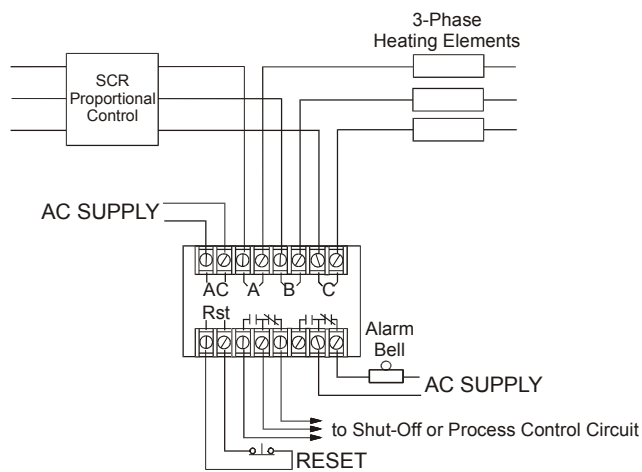 3-Phase
Heating Elements
SCR
Proportional
Control
AC SUPPLY
AC A B C
Rst
Alarm
Bell
AC SUPPLY
to Shut-Off or Process Control Circuit
RESET